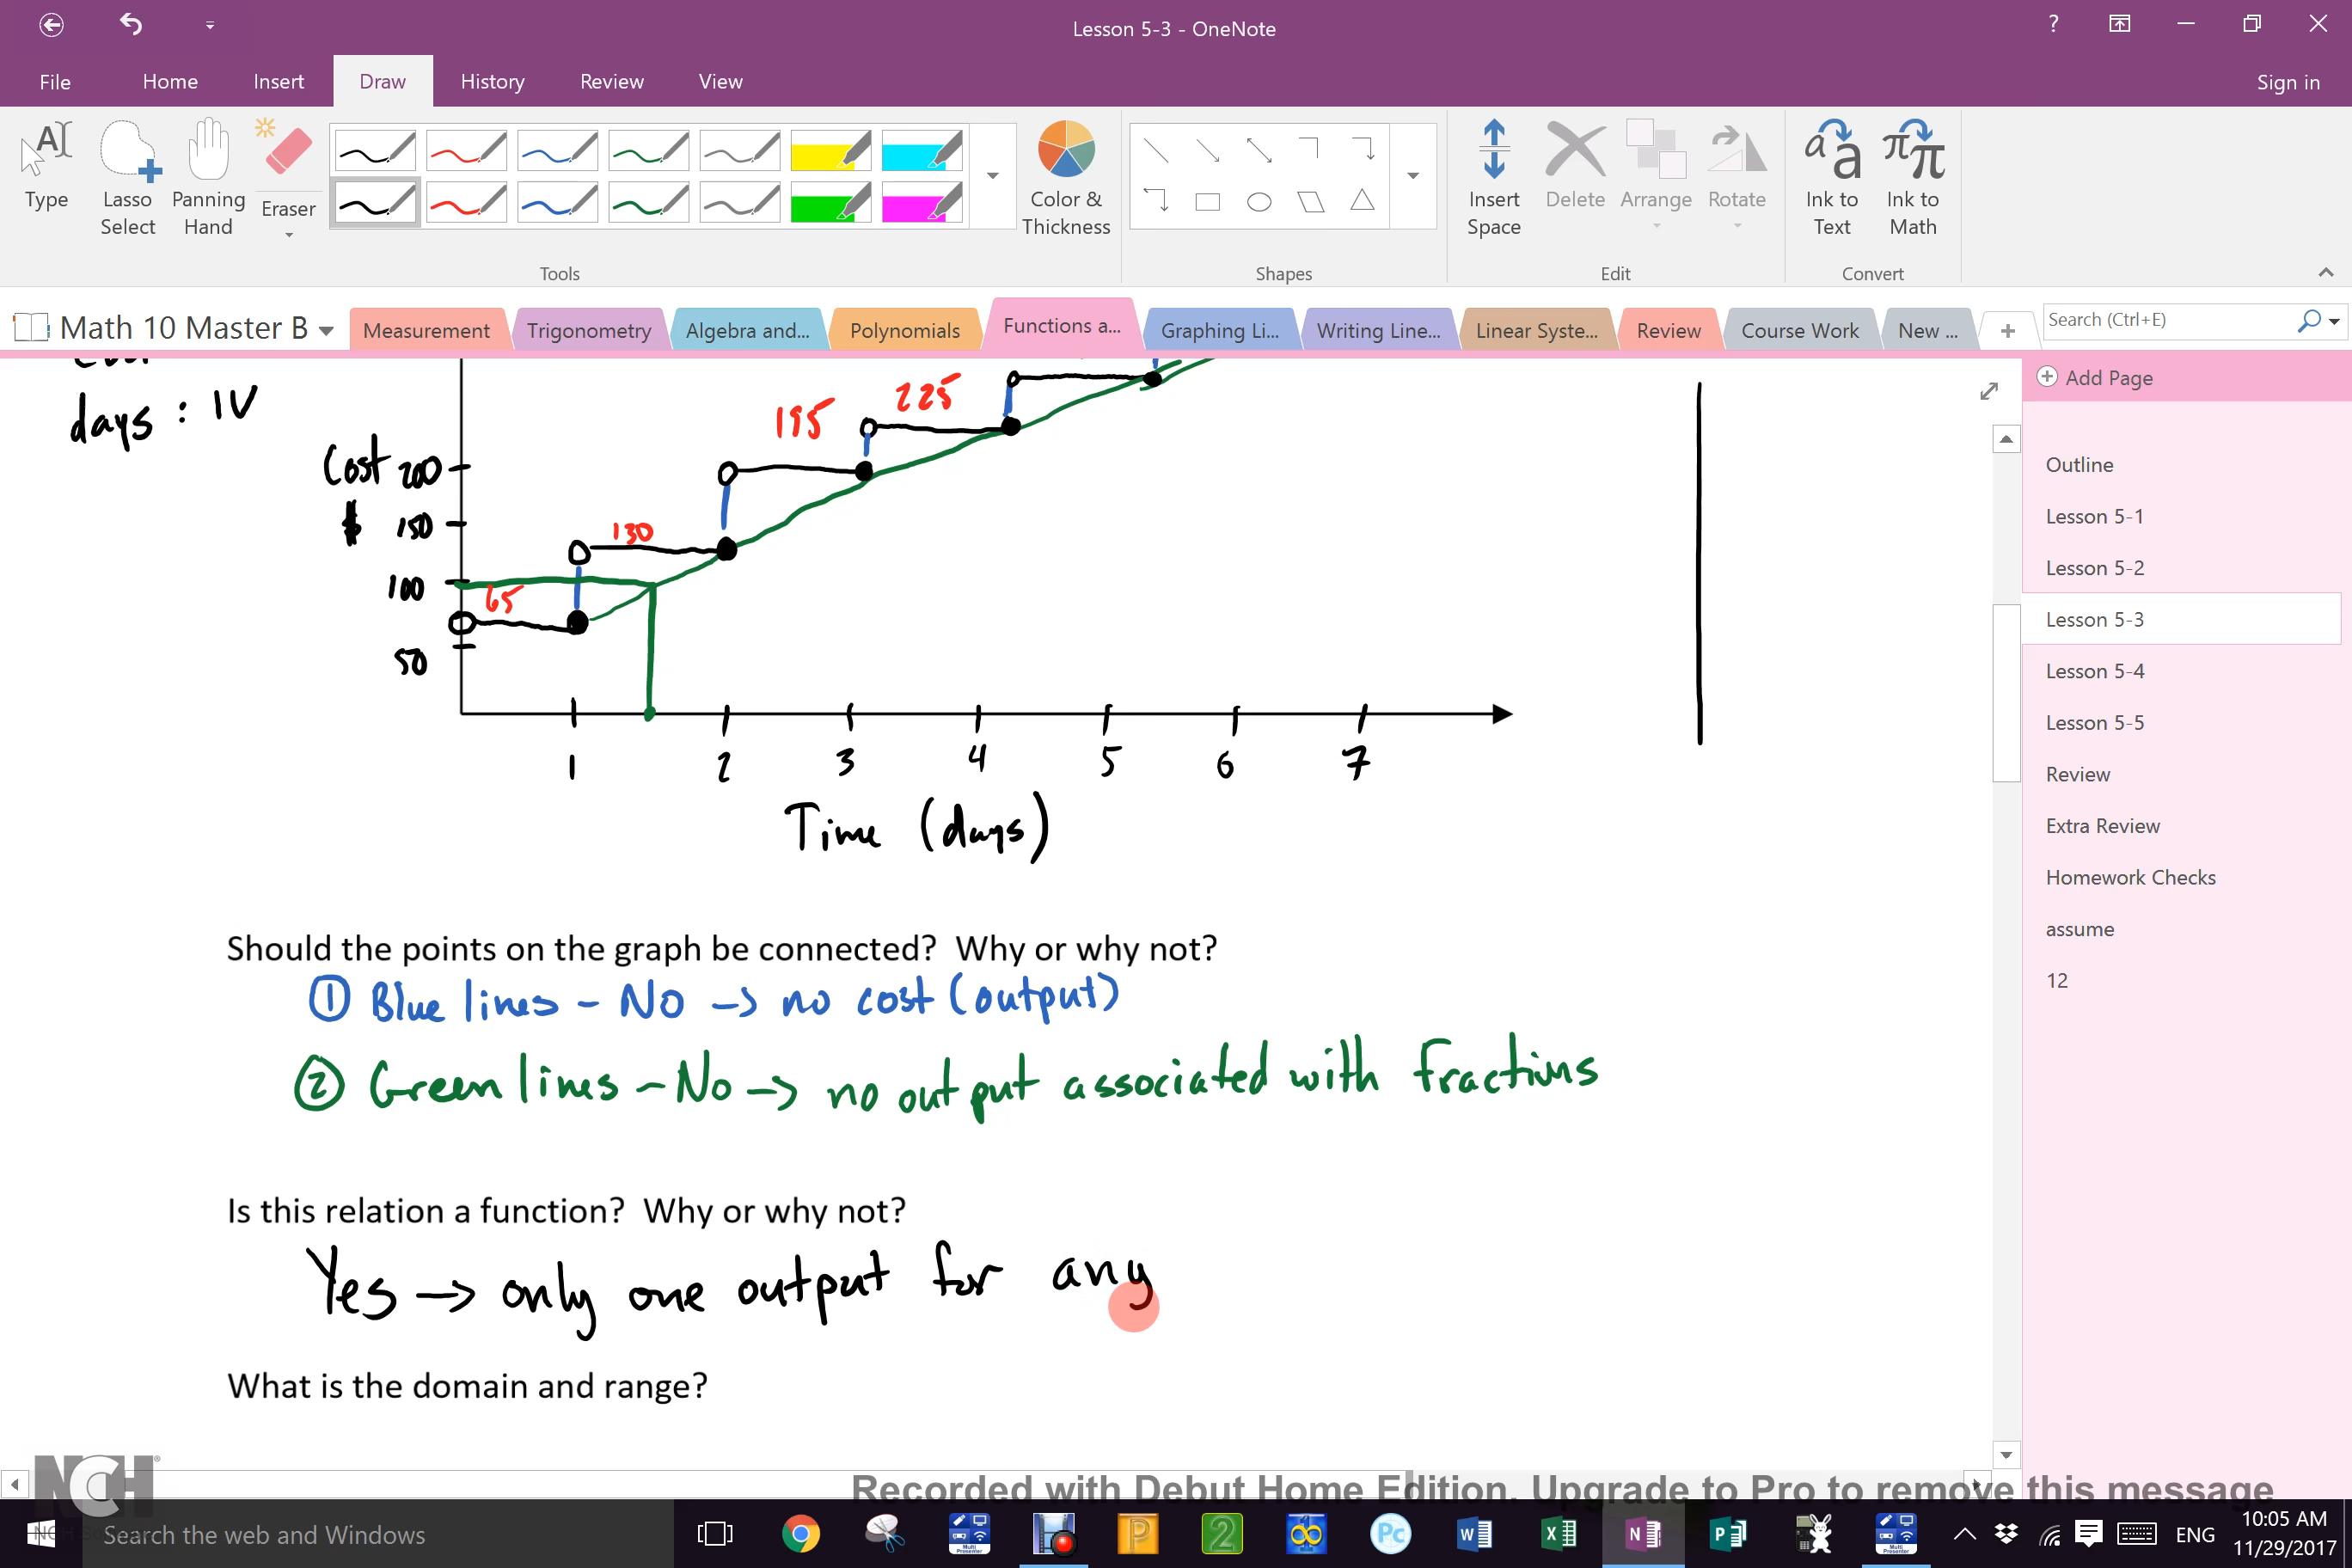 Lesson 5-3 - OneNote
?
File Home Insert Draw History Review View Sign in
Type
Lasso Select
Panning Hand
Eraser
Color & Thickness
Insert Space
Delete
Arrange
Rotate
Ink to Text
Ink to Math
Tools Shapes Edit Convert
Math 10 Master B
Measurement Trigonometry Algebra and... Polynomials Functions a... Graphing Li... Writing Line... Linear Syste... Review Course Work New ... +
Search (Ctrl+E)
Add Page
Outline
Lesson 5-1
Lesson 5-2
Lesson 5-3
Lesson 5-4
Lesson 5-5
Review
Extra Review
Homework Checks
assume
12
days : IV
195 225
Cost 200
$ 150 130
100 65
50
1 2 3 4 5 6 7
Time (days)
Should the points on the graph be connected? Why or why not?
① Blue lines - No → no cost (output)
② Green lines - No → no output associated with fractions
Is this relation a function? Why or why not?
Yes → only one output for any
What is the domain and range?
NCH
Recorded with Debut Home Edition. Upgrade to Pro to remove this message
Search the web and Windows
ENG
10:05 AM
11/29/2017